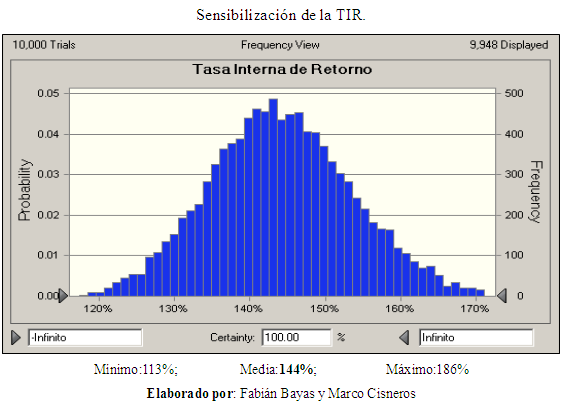 Sensibilización de la TIR.
10,000 Trials Frequency View 9,948 Displayed
Tasa Interna de Retorno
0.05 500
0.04 400
0.03 300
0.02 200
0.01 100
0.00 0
Probability
Frequency
120% 130% 140% 150% 160% 170%
-Infinito Certainty: 100.00 % Infinito
Mínimo:113%; Media:144%; Máximo:186%
Elaborado por: Fabián Bayas y Marco Cisneros